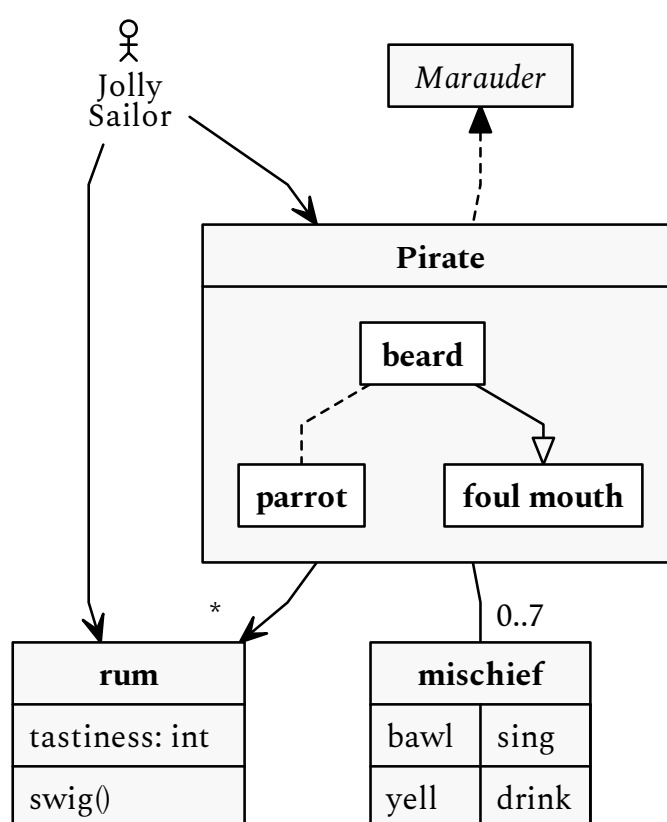 Jolly
Sailor
Marauder
Pirate
beard
parrot
foul mouth
*
0..7
rum
mischief
tastiness: int
bawl
sing
swig()
yell
drink